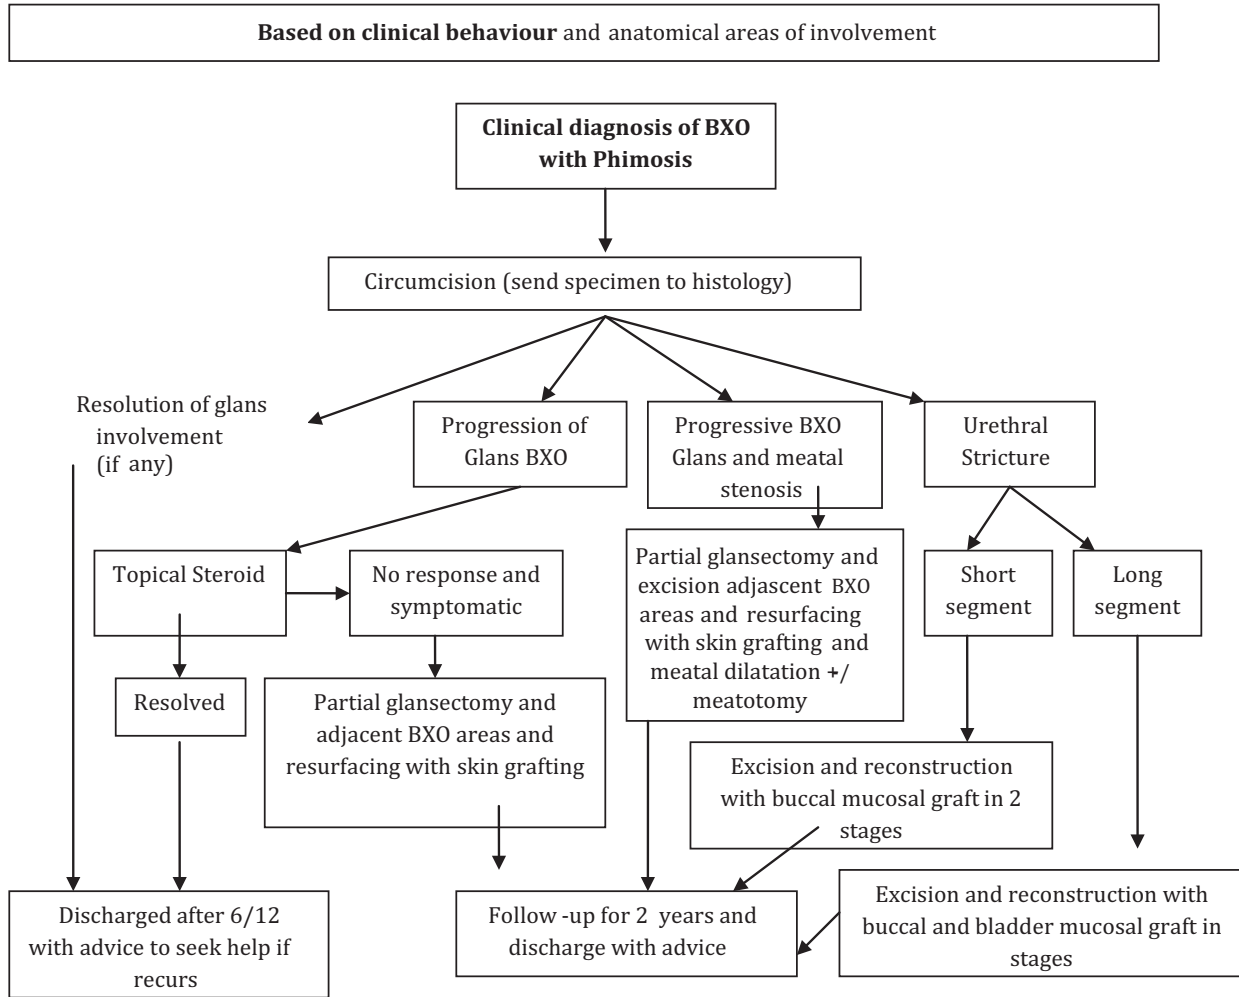 Based on clinical behaviour and anatomical areas of involvement
Clinical diagnosis of BXO
with Phimosis
Circumcision (send specimen to histology)
Resolution of glans
involvement
(if any)
Progression of
Glans BXO
Progressive BXO
Glans and meatal
stenosis
Urethral
Stricture
Topical Steroid
No response and
symptomatic
Partial glansectomy and
excision adjascent BXO
areas and resurfacing
with skin grafting and
meatal dilatation +/
meatotomy
Short
segment
Long
segment
Resolved
Partial glansectomy and
adjacent BXO areas and
resurfacing with skin grafting
Excision and reconstruction
with buccal mucosal graft in 2
stages
Discharged after 6/12
with advice to seek help if
recurs
Follow -up for 2 years and
discharge with advice
Excision and reconstruction with
buccal and bladder mucosal graft in
stages